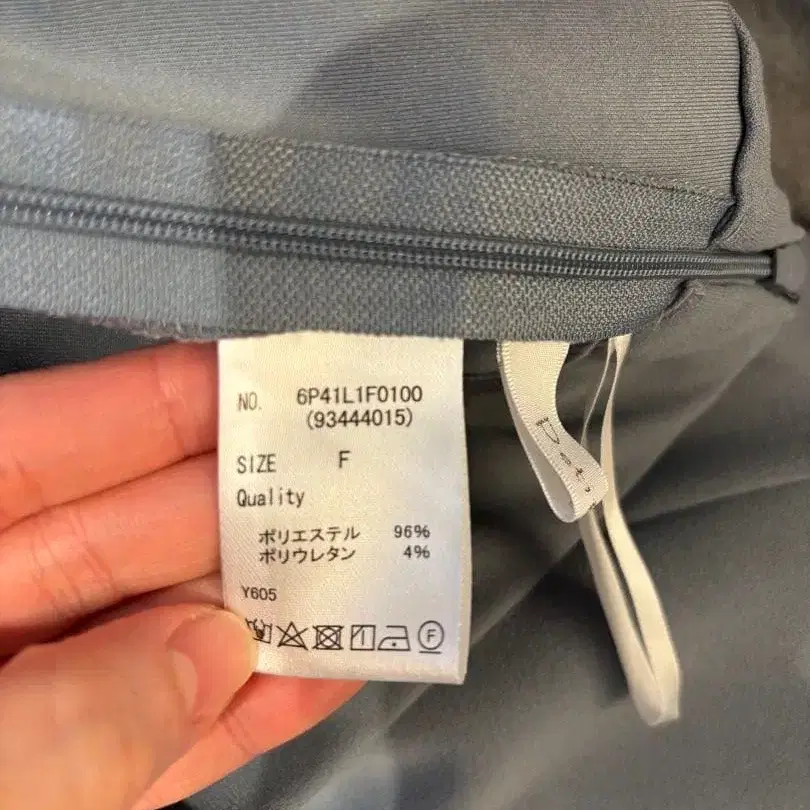 NO. 6P41L1F0100
(93444015)
SIZE F
Quality
ポリエステル 96%
ポリウレタン 4%
Y605
F